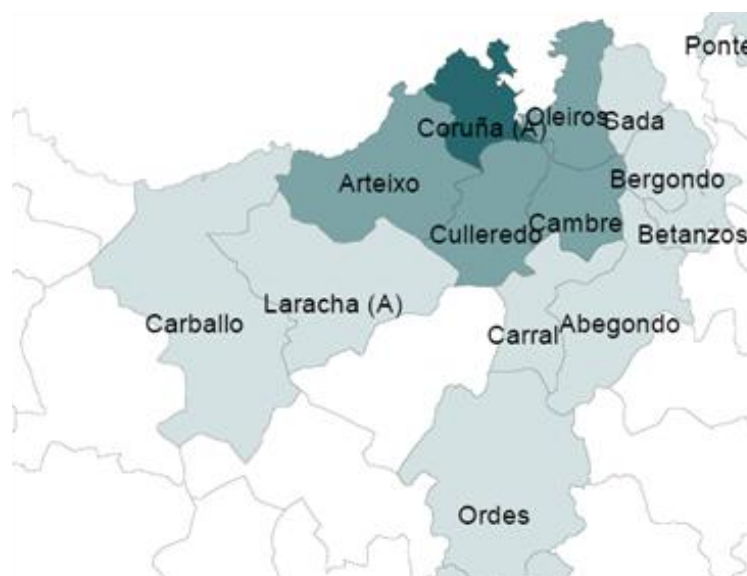 Ponte
Coruña (A)
Oleiros
Sada
Arteixo
Bergondo
Culleredo
Cambre
Betanzos
Carballo
Laracha (A)
Carral
Abegondo
Ordes